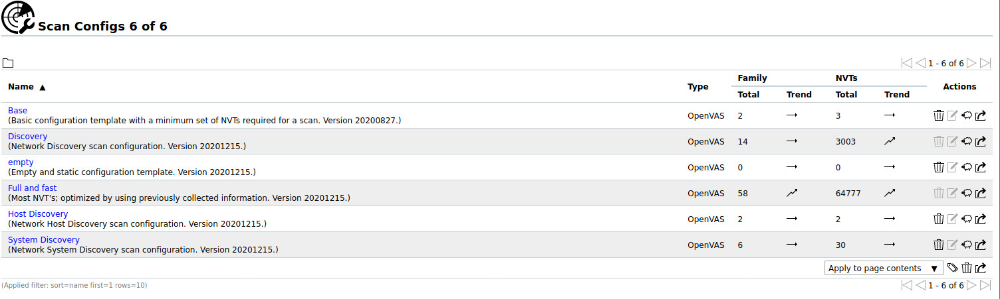 Scan Configs 6 of 6
1 - 6 of 6
Name ▲ Type Family NVTs Actions
Total Trend Total Trend
Base
(Basic configuration template with a minimum set of NVTs required for a scan. Version 20200827.) OpenVAS 2 3
Discovery
(Network Discovery scan configuration. Version 20201215.) OpenVAS 14 3003
empty
(Empty and static configuration template. Version 20201215.) OpenVAS 0 0
Full and fast
(Most NVT's; optimized by using previously collected information. Version 20201215.) OpenVAS 58 64777
Host Discovery
(Network Host Discovery scan configuration. Version 20201215.) OpenVAS 2 2
System Discovery
(Network System Discovery scan configuration. Version 20201215.) OpenVAS 6 30
Apply to page contents ▼
(Applied filter: sort=name first=1 rows=10) 1 - 6 of 6